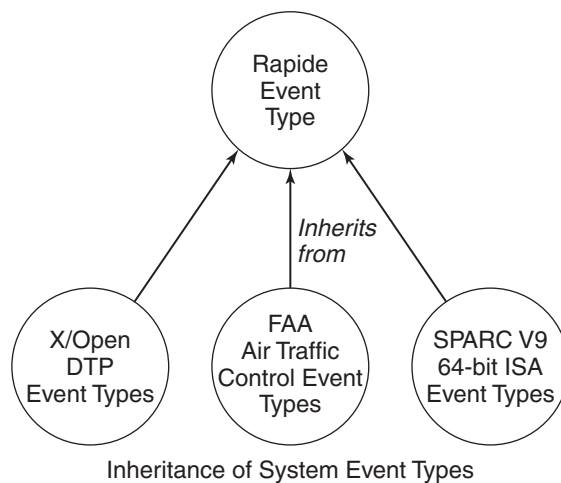 Rapide
Event
Type
Inherits
from
X/Open
DTP
Event Types
FAA
Air Traffic
Control Event
Types
SPARC V9
64-bit ISA
Event Types
Inheritance of System Event Types